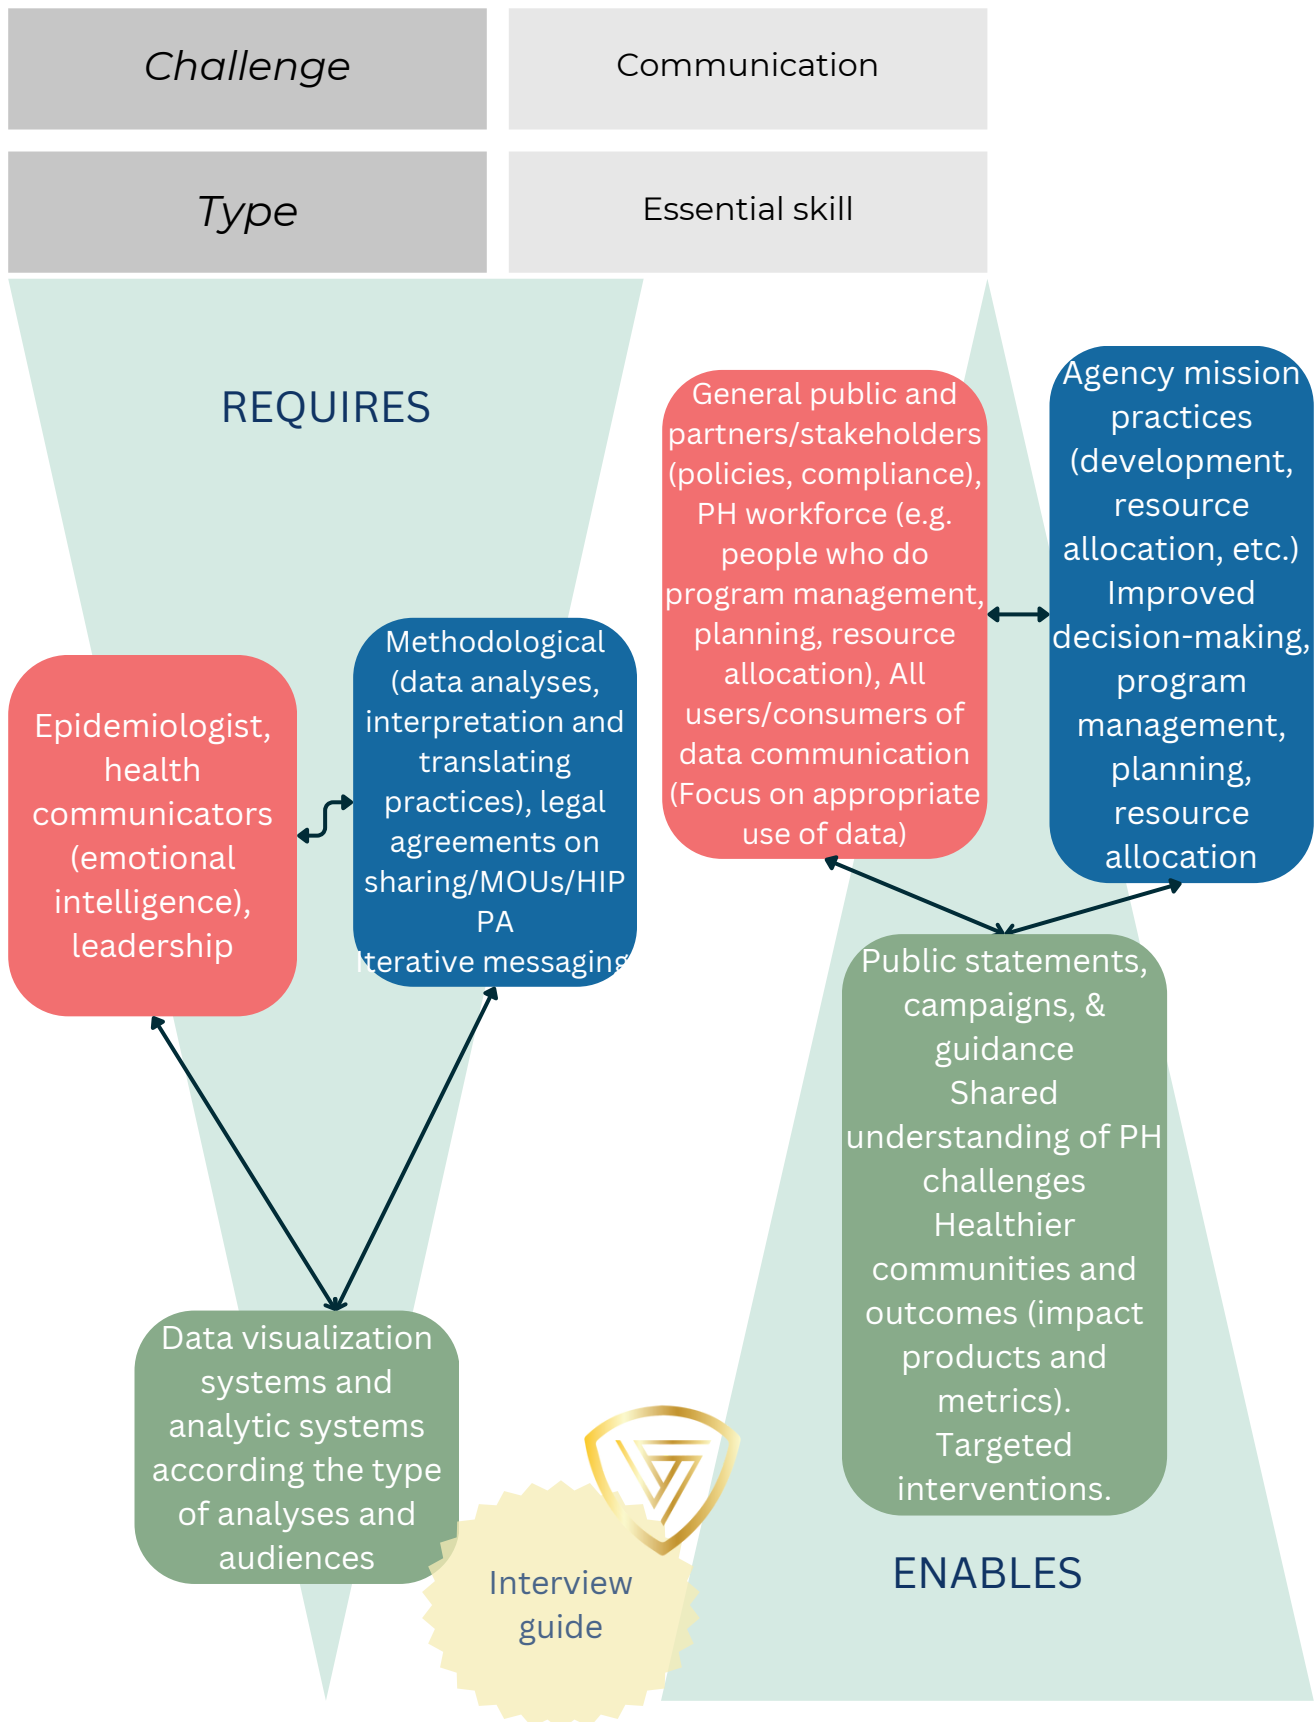 Challenge
Communication
Type
Essential skill
REQUIRES
Epidemiologist,
health
communicators
(emotional
intelligence),
leadership
Methodological
(data analyses,
interpretation and
translating
practices), legal
agreements on
sharing/MOUs/HIP
PA
Iterative messaging
Data visualization
systems and
analytic systems
according the type
of analyses and
audiences
General public and
partners/stakeholders
(policies, compliance),
PH workforce (e.g.
people who do
program management,
planning, resource
allocation), All
users/consumers of
data communication
(Focus on appropriate
use of data)
Agency mission
practices
(development,
resource
allocation, etc.)
Improved
decision-making,
program
management,
planning,
resource
allocation
Public statements,
campaigns, &
guidance
Shared
understanding of PH
challenges
Healthier
communities and
outcomes (impact
products and
metrics).
Targeted
interventions.
ENABLES
Interview
guide